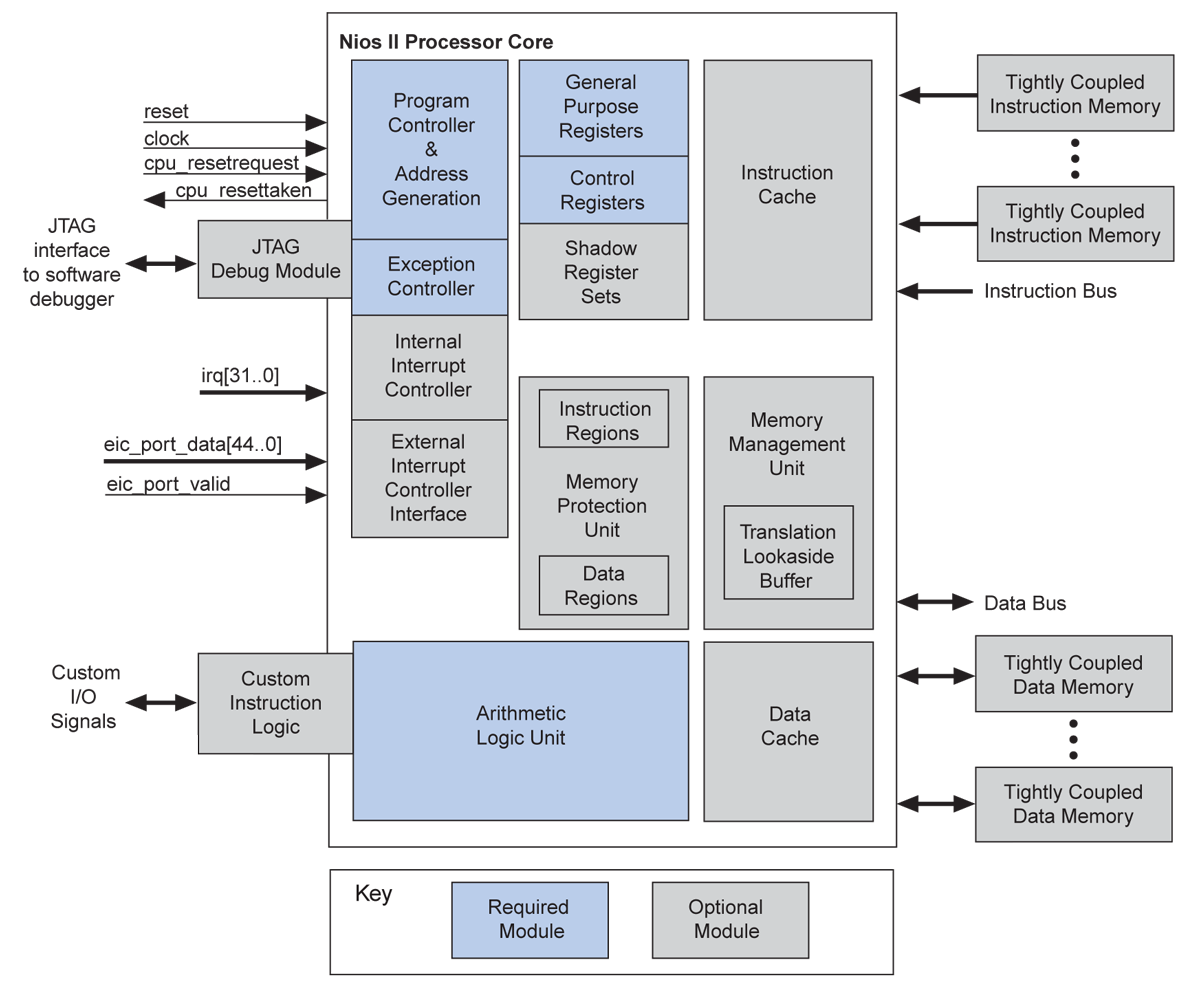 Nios II Processor Core
reset
clock
cpu_resetrequest
cpu_resettaken
JTAG
interface
to software
debugger
JTAG
Debug Module
irq[31..0]
eic_port_data[44..0]
eic_port_valid
Custom
I/O
Signals
Custom
Instruction
Logic
Program
Controller
&
Address
Generation
Exception
Controller
Internal
Interrupt
Controller
External
Interrupt
Controller
Interface
General
Purpose
Registers
Control
Registers
Shadow
Register
Sets
Instruction
Cache
Instruction
Regions
Memory
Protection
Unit
Data
Regions
Memory
Management
Unit
Translation
Lookaside
Buffer
Arithmetic
Logic Unit
Data
Cache
Tightly Coupled
Instruction Memory
Tightly Coupled
Instruction Memory
Instruction Bus
Data Bus
Tightly Coupled
Data Memory
Tightly Coupled
Data Memory
Key
Required
Module
Optional
Module